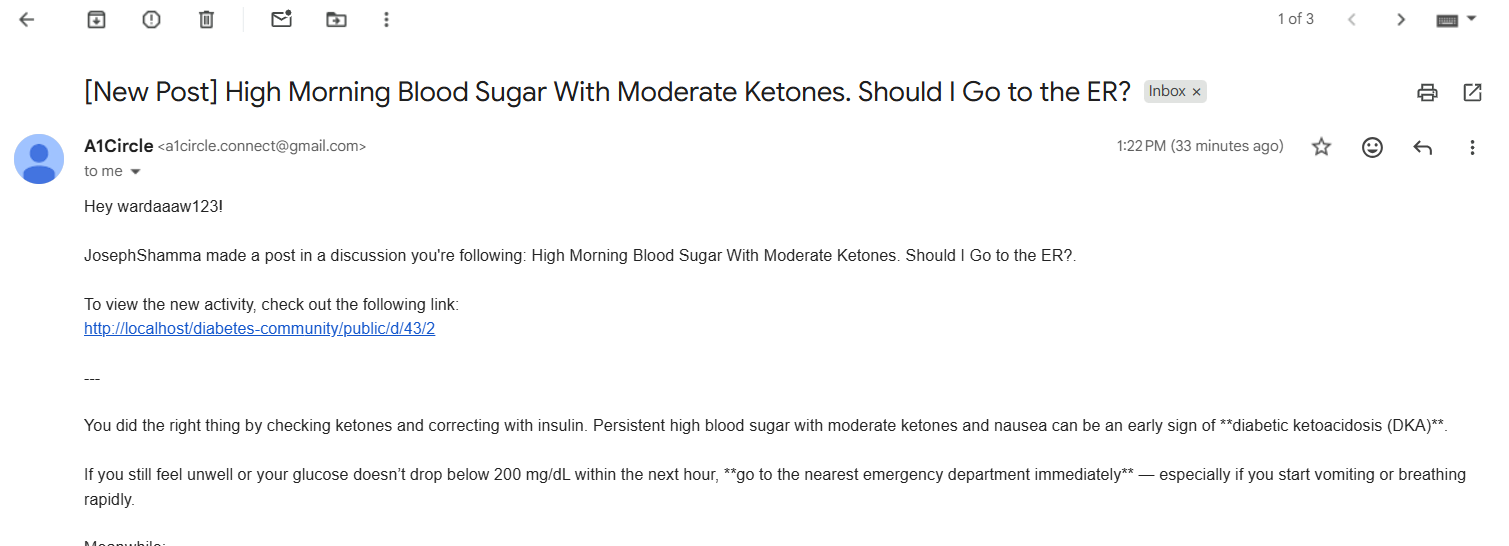 1 of 3
[New Post] High Morning Blood Sugar With Moderate Ketones. Should I Go to the ER? Inbox ×
A1Circle <a1circle.connect@gmail.com> 1:22 PM (33 minutes ago)
to me
Hey wardaaaw123!
JosephShamma made a post in a discussion you're following: High Morning Blood Sugar With Moderate Ketones. Should I Go to the ER?.
To view the new activity, check out the following link:
http://localhost/diabetes-community/public/d/43/2
---
You did the right thing by checking ketones and correcting with insulin. Persistent high blood sugar with moderate ketones and nausea can be an early sign of **diabetic ketoacidosis (DKA)**.
If you still feel unwell or your glucose doesn’t drop below 200 mg/dL within the next hour, **go to the nearest emergency department immediately** — especially if you start vomiting or breathing
rapidly.
Meanwhile: